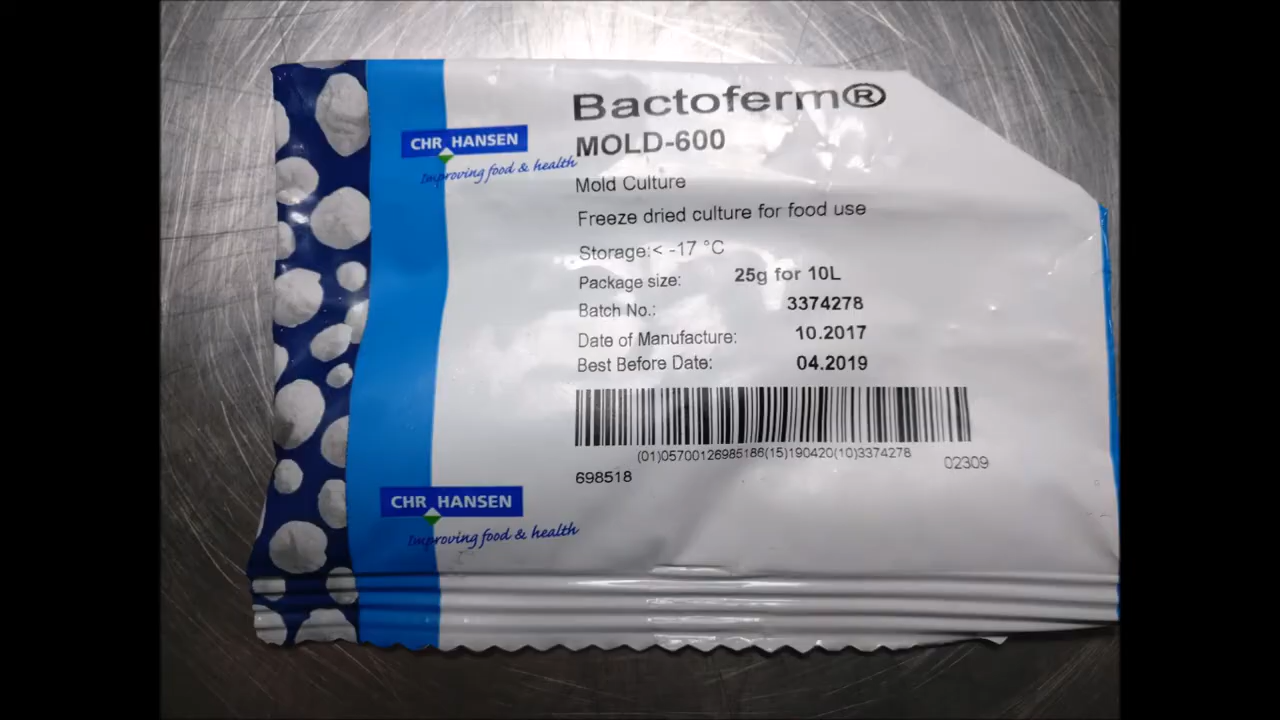 Bactoferm®
CHR HANSEN
Improving food & health
MOLD-600
Mold Culture
Freeze dried culture for food use
Storage:< -17 °C
Package size: 25g for 10L
Batch No.: 3374278
Date of Manufacture: 10.2017
Best Before Date: 04.2019
(01)05700126985186(15)190420(10)3374278
698518 02309
CHR HANSEN
Improving food & health